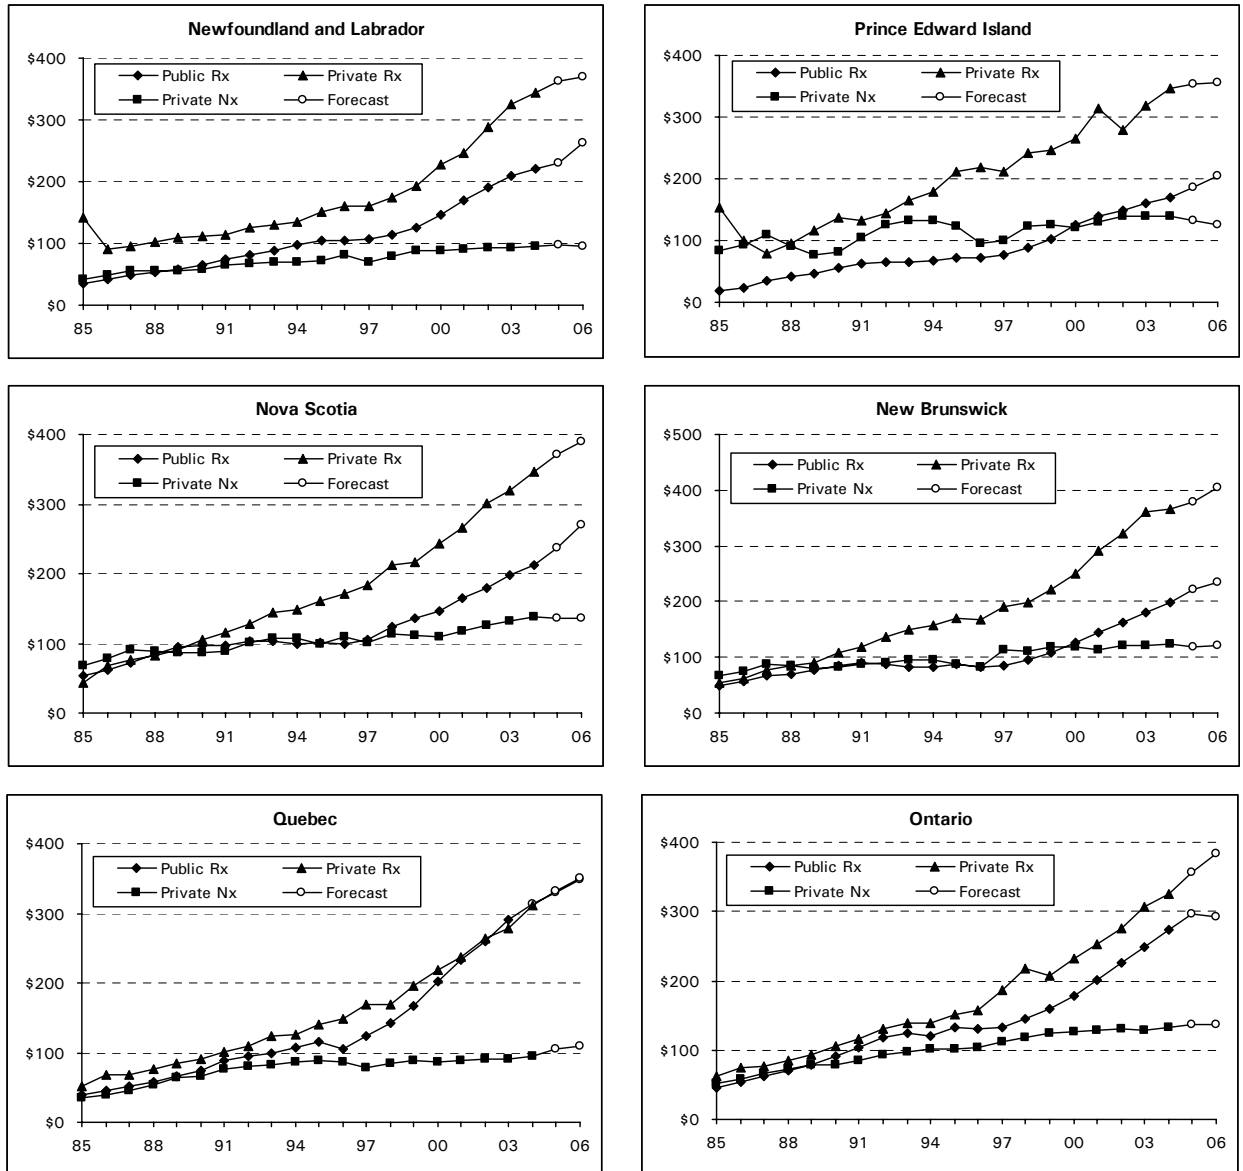 Newfoundland and Labrador
$400
$300
$200
$100
$0
Public Rx
Private Rx
Private Nx
Forecast
85 88 91 94 97 00 03 06
Prince Edward Island
$400
$300
$200
$100
$0
Public Rx
Private Rx
Private Nx
Forecast
85 88 91 94 97 00 03 06
Nova Scotia
$400
$300
$200
$100
$0
Public Rx
Private Rx
Private Nx
Forecast
85 88 91 94 97 00 03 06
New Brunswick
$500
$400
$300
$200
$100
$0
Public Rx
Private Rx
Private Nx
Forecast
85 88 91 94 97 00 03 06
Quebec
$400
$300
$200
$100
$0
Public Rx
Private Rx
Private Nx
Forecast
85 88 91 94 97 00 03 06
Ontario
$400
$300
$200
$100
$0
Public Rx
Private Rx
Private Nx
Forecast
85 88 91 94 97 00 03 06